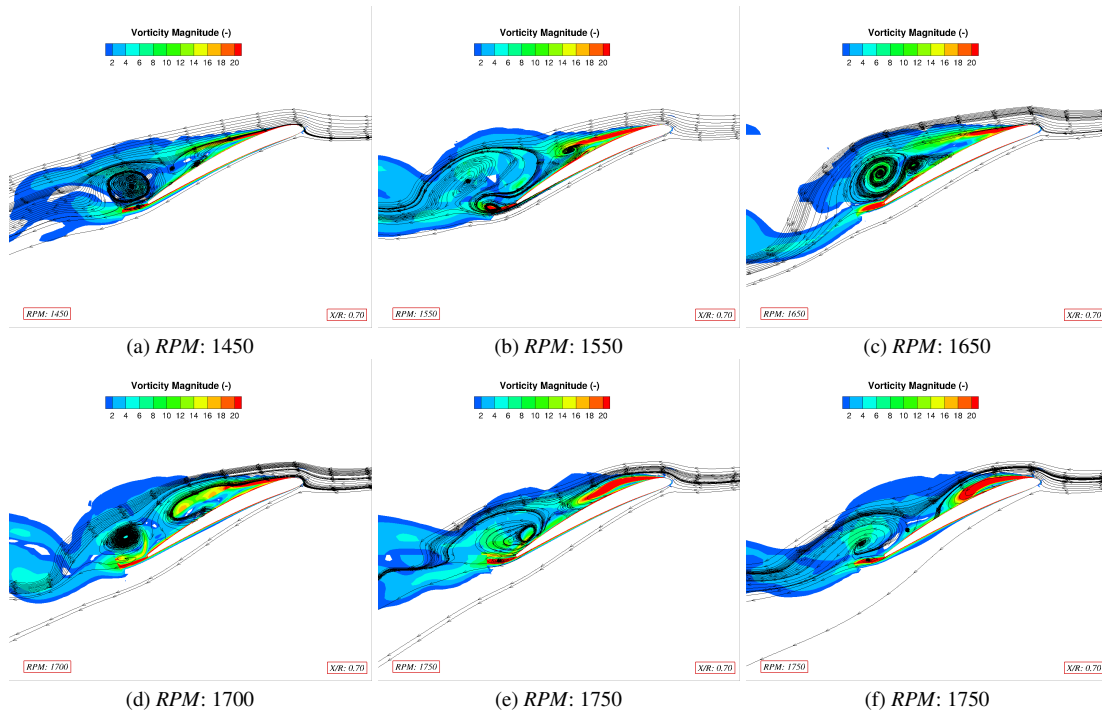 Vorticity Magnitude (-)
2 4 6 8 10 12 14 16 18 20
RPM: 1450
X/R: 0.70
(a) RPM: 1450
Vorticity Magnitude (-)
2 4 6 8 10 12 14 16 18 20
RPM: 1550
X/R: 0.70
(b) RPM: 1550
Vorticity Magnitude (-)
2 4 6 8 10 12 14 16 18 20
RPM: 1650
X/R: 0.70
(c) RPM: 1650
Vorticity Magnitude (-)
2 4 6 8 10 12 14 16 18 20
RPM: 1700
X/R: 0.70
(d) RPM: 1700
Vorticity Magnitude (-)
2 4 6 8 10 12 14 16 18 20
RPM: 1750
X/R: 0.70
(e) RPM: 1750
Vorticity Magnitude (-)
2 4 6 8 10 12 14 16 18 20
RPM: 1750
X/R: 0.70
(f) RPM: 1750